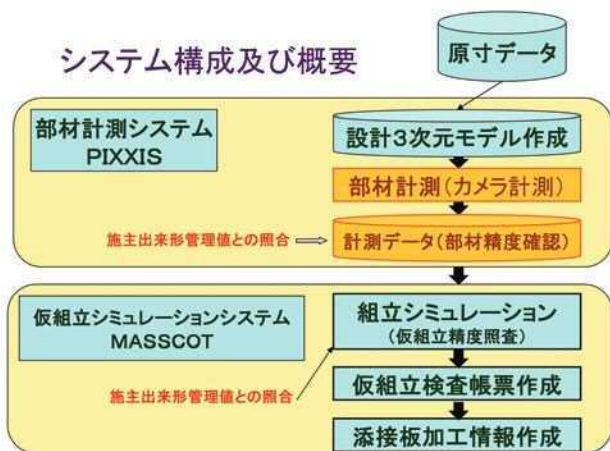 システム構成及び概要
原寸データ
部材計測システム
PIXXIS
設計3次元モデル作成
部材計測(カメラ計測)
施主出来形管理値との照合
計測データ(部材精度確認)
仮組立シミュレーションシステム
MASSCOT
組立シミュレーション
(仮組立精度照査)
施主出来形管理値との照合
仮組立検査帳票作成
添接板加工情報作成